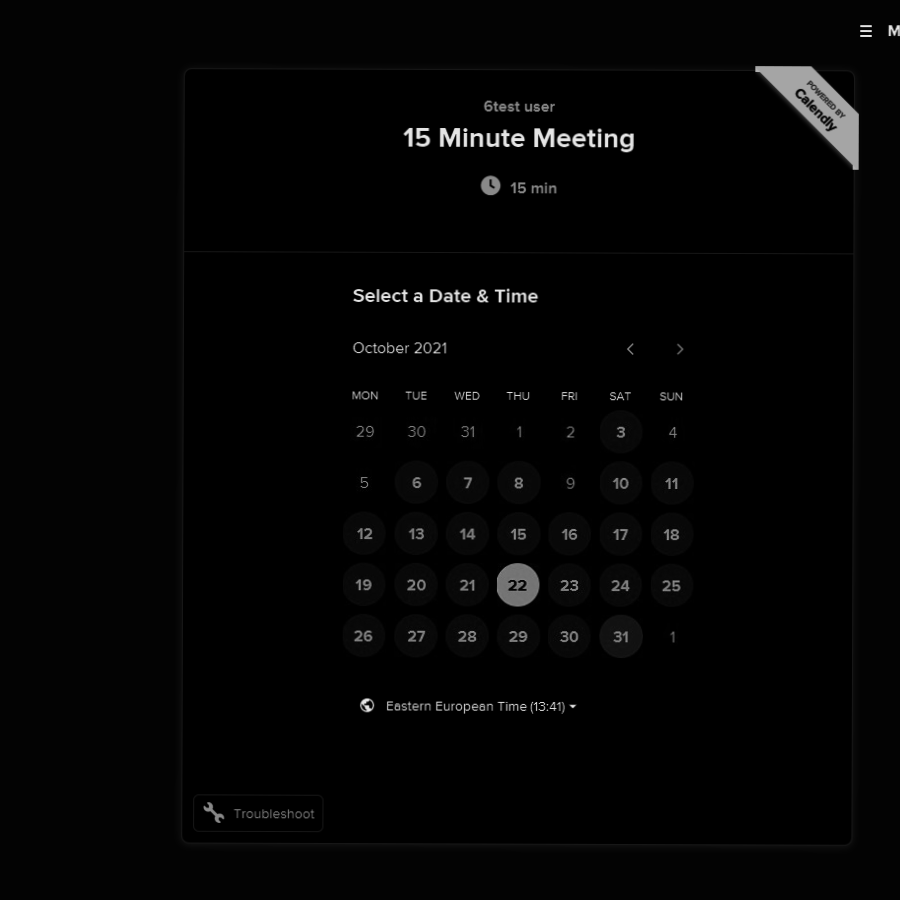 M
POWERED BY
Calendly
6test user
15 Minute Meeting
15 min
Select a Date & Time
October 2021
MON TUE WED THU FRI SAT SUN
29 30 31 1 2 3 4
5 6 7 8 9 10 11
12 13 14 15 16 17 18
19 20 21 22 23 24 25
26 27 28 29 30 31 1
Eastern European Time (13:41)
Troubleshoot